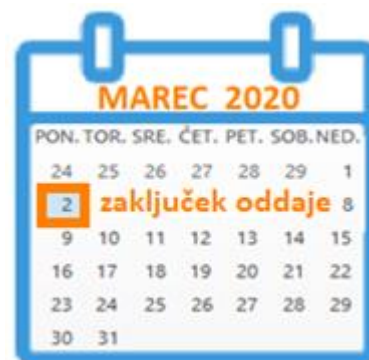 MAREC 2020
PON. TOR. SRE. ČET. PET. SOB. NED.
24 25 26 27 28 29 1
2 zaključek oddaje 8
9 10 11 12 13 14 15
16 17 18 19 20 21 22
23 24 25 26 27 28 29
30 31